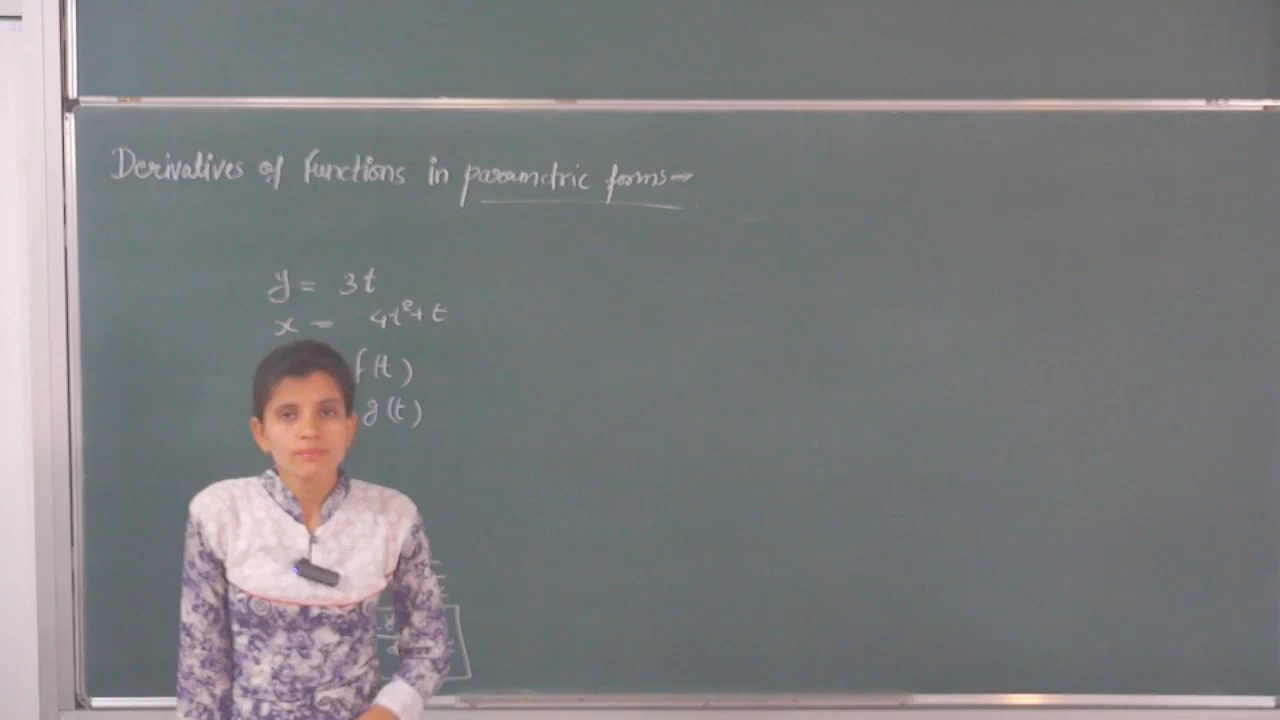 Derivatives of functions in parametric forms-
y = 3t
x = 4t²+t
f(t)
g(t)